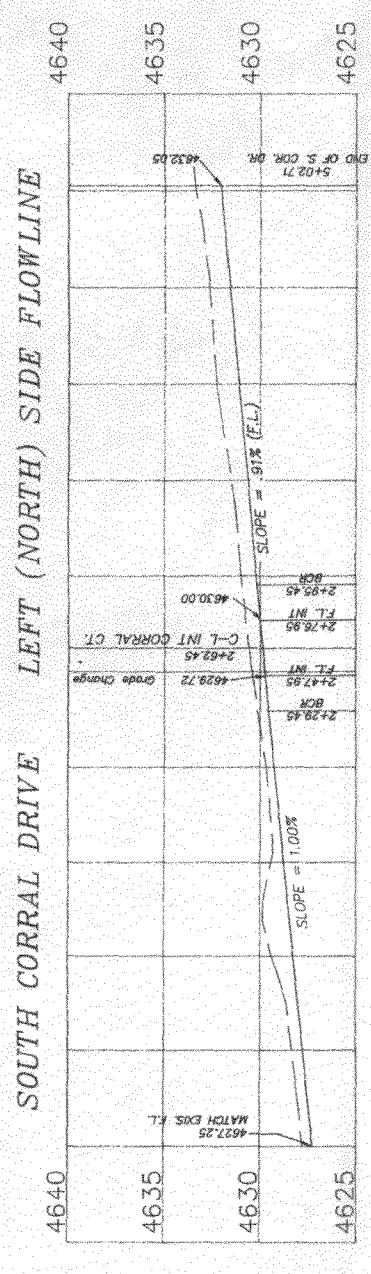 SOUTH CORRAL DRIVE LEFT (NORTH) SIDE FLOWLINE
4640
4640
4635
4635
4630
4630
4625
4625
MATCH EXIS. F.L.
4627.25
SLOPE = 1.00%
2+29.45
BCR
2+47.95
F.L. INT
4629.72 Grade Change
2+62.45
C-L INT CORRAL CT.
4630.00
2+76.95
F.L. INT
2+95.45
BCR
SLOPE = .91% (F.L.)
4632.05
5+02.71
END OF S. COR. DR.